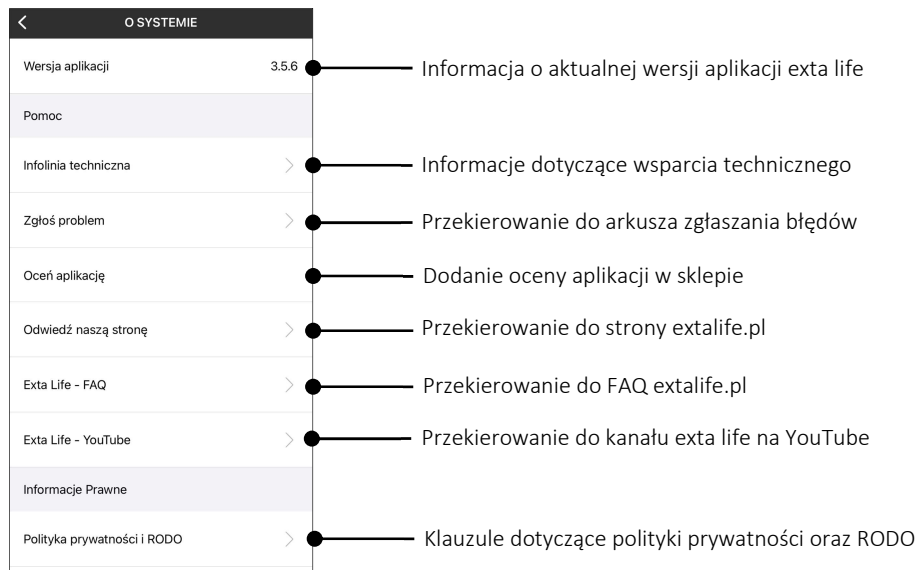 O SYSTEMIE
Wersja aplikacji 3.5.6 Informacja o aktualnej wersji aplikacji exta life
Pomoc
Infolinia techniczna Informacje dotyczące wsparcia technicznego
Zgłoś problem Przekierowanie do arkusza zgłaszania błędów
Oceń aplikację Dodanie oceny aplikacji w sklepie
Odwiedź naszą stronę Przekierowanie do strony extalife.pl
Exta Life - FAQ Przekierowanie do FAQ extalife.pl
Exta Life - YouTube Przekierowanie do kanału exta life na YouTube
Informacje Prawne
Polityka prywatności i RODO Klauzule dotyczące polityki prywatności oraz RODO